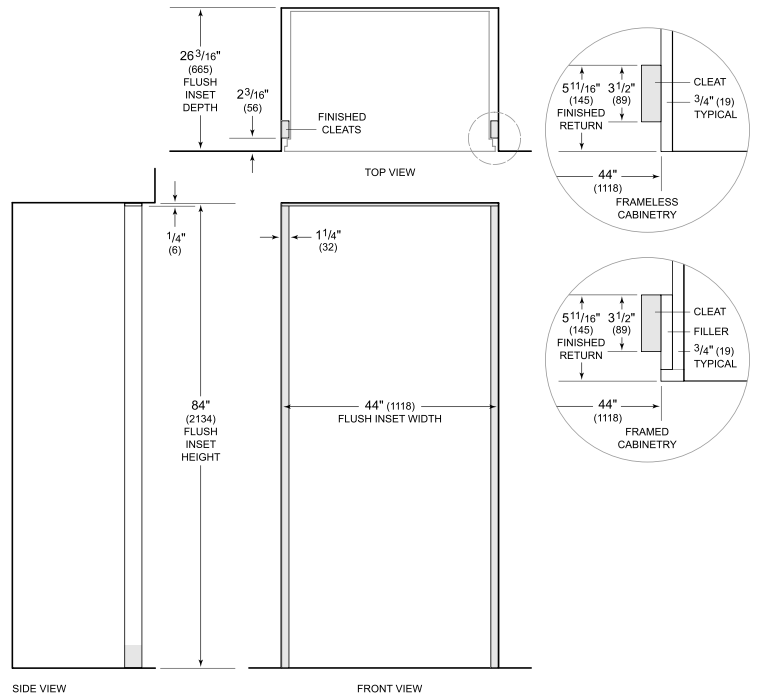 26 3/16"
(665)
FLUSH
INSET
DEPTH
2 3/16"
(56)
FINISHED
CLEATS
TOP VIEW
5 11/16"
(145)
FINISHED
RETURN
3 1/2"
(89)
CLEAT
3/4" (19)
TYPICAL
44"
(1118)
FRAMELESS
CABINETRY
1/4"
(6)
1 1/4"
(32)
5 11/16"
(145)
FINISHED
RETURN
3 1/2"
(89)
CLEAT
FILLER
3/4" (19)
TYPICAL
44"
(1118)
FRAMED
CABINETRY
84"
(2134)
FLUSH
INSET
HEIGHT
44" (1118)
FLUSH INSET WIDTH
SIDE VIEW
FRONT VIEW